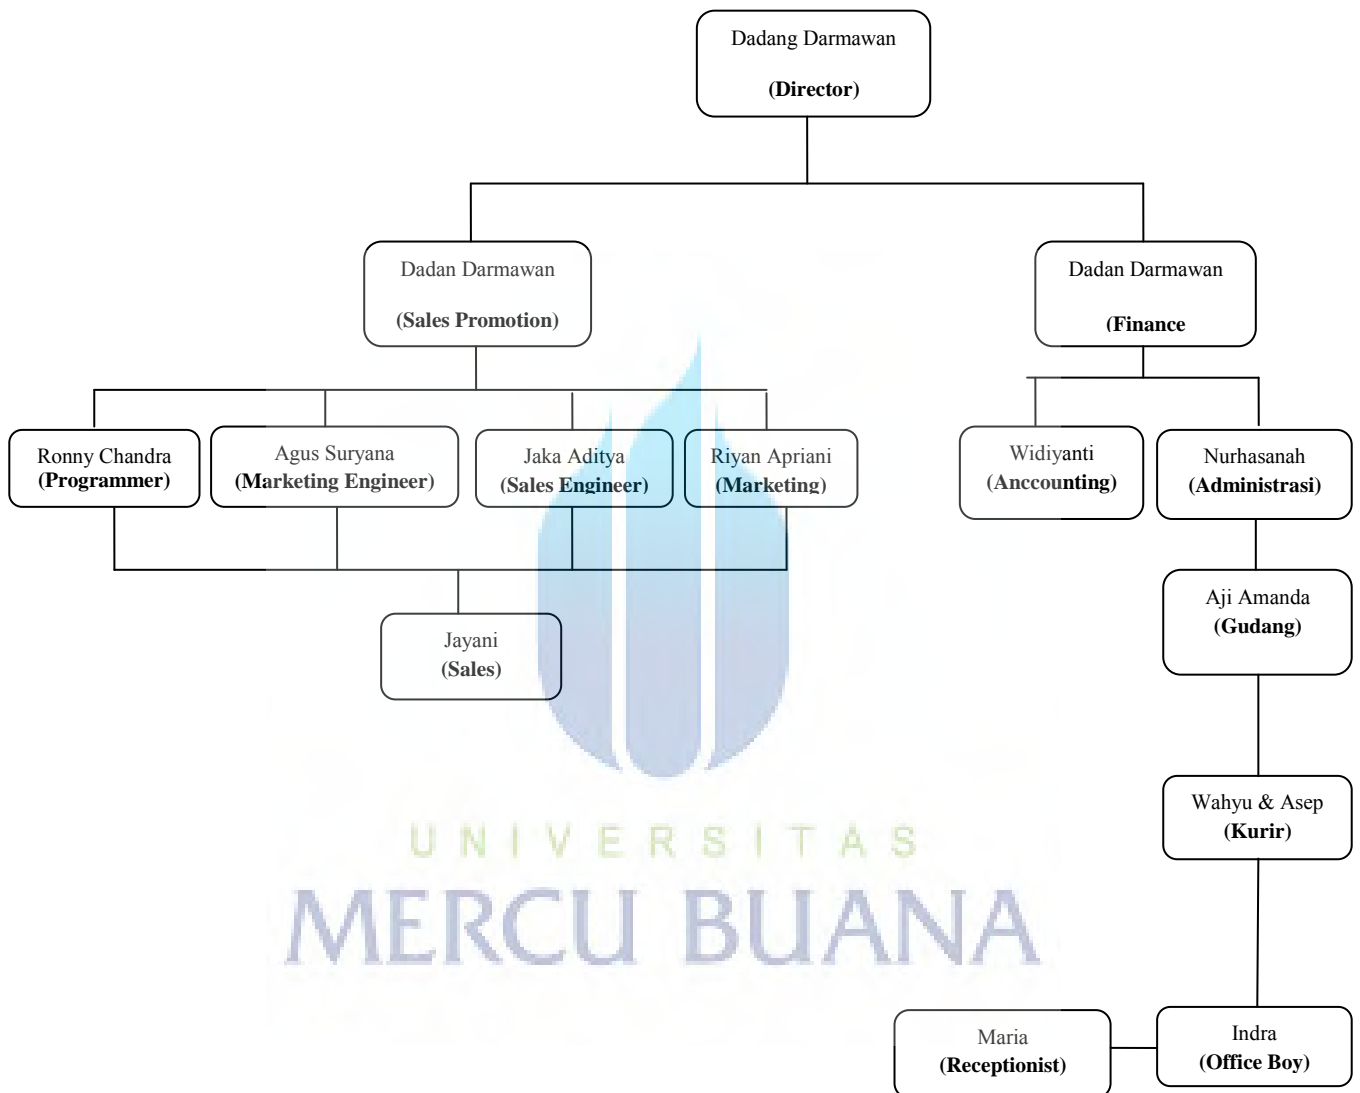 Dadang Darmawan
(Director)
Dadan Darmawan
(Sales Promotion)
Dadan Darmawan
(Finance
Ronny Chandra
(Programmer)
Agus Suryana
(Marketing Engineer)
Jaka Aditya
(Sales Engineer)
Riyan Apriani
(Marketing)
Widiyanti
(Anccounting)
Nurhasanah
(Administrasi)
Aji Amanda
(Gudang)
Jayani
(Sales)
Wahyu & Asep
(Kurir)
UNIVERSITAS
MERCU BUANA
Maria
(Receptionist)
Indra
(Office Boy)